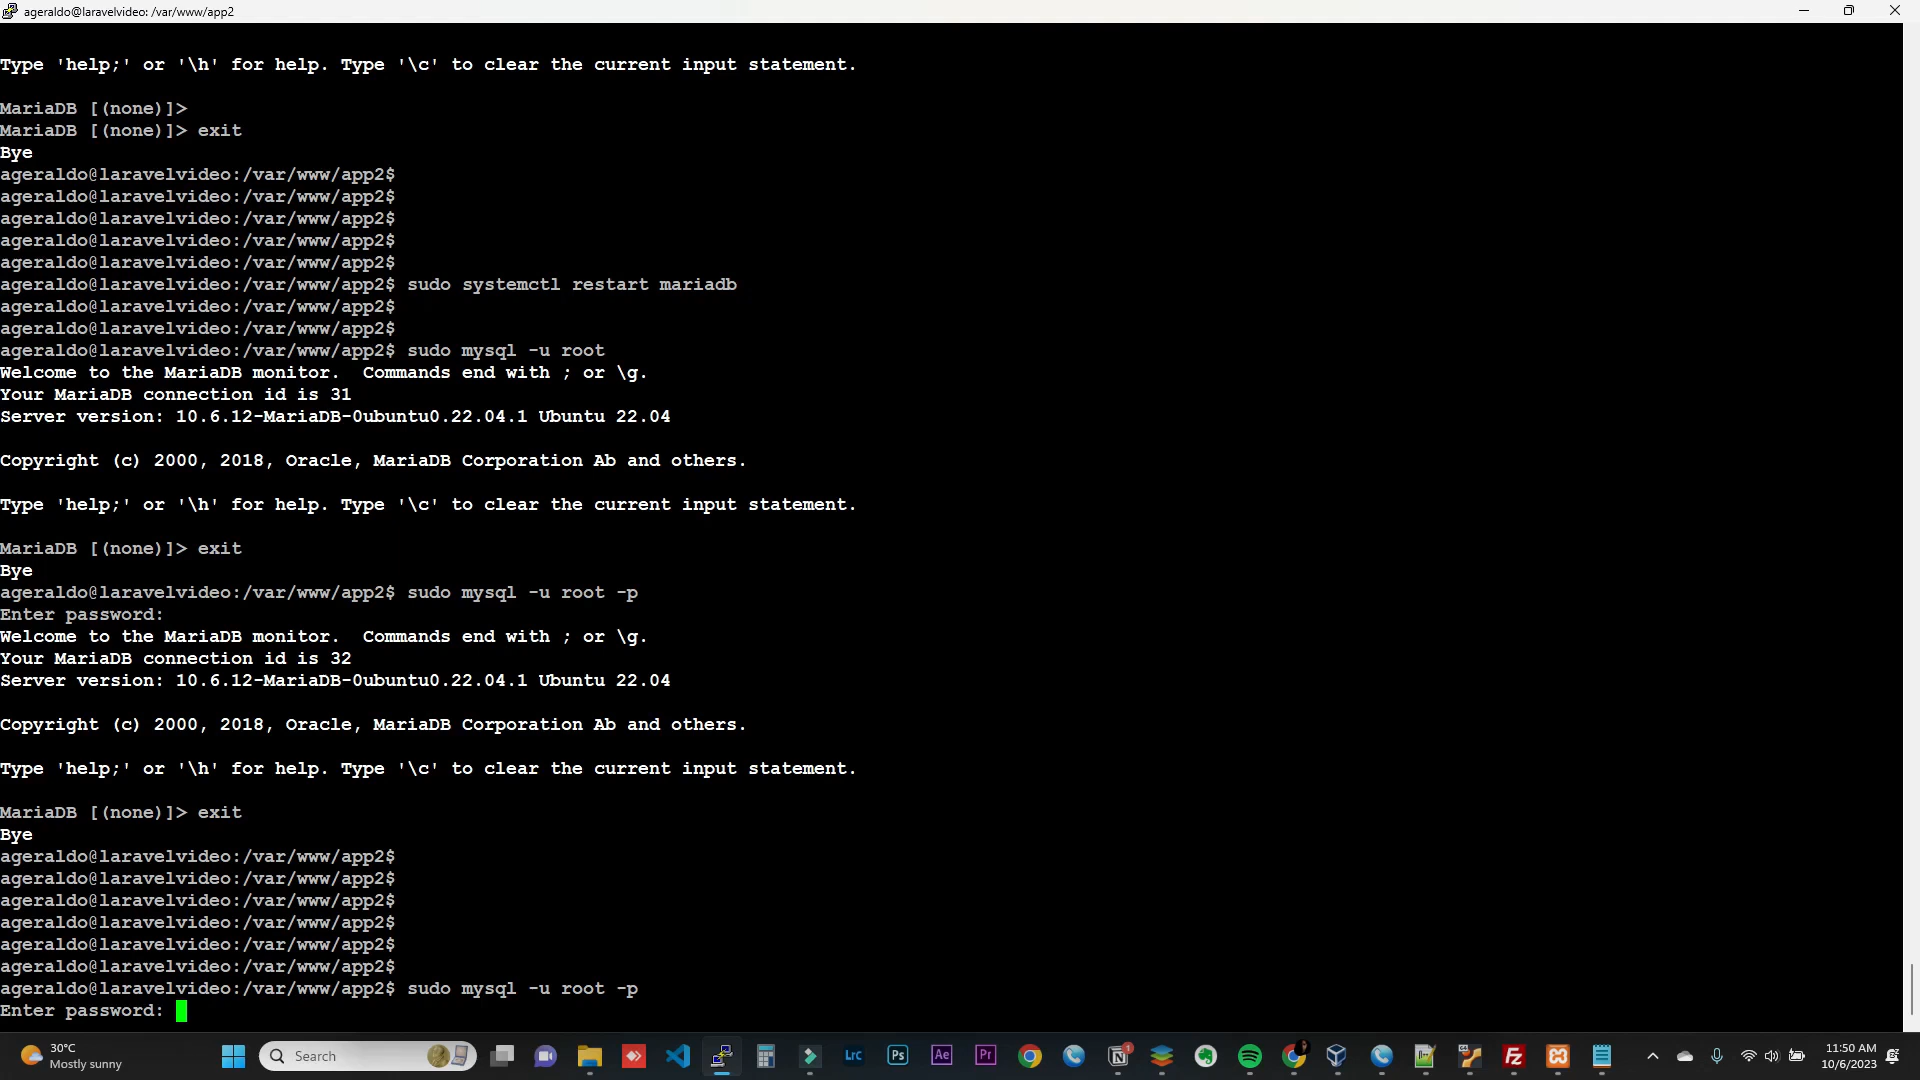 ageraldo@laravelvideo: /var/www/app2
Type 'help;' or '\h' for help. Type '\c' to clear the current input statement.
MariaDB [(none)]>
MariaDB [(none)]> exit
Bye
ageraldo@laravelvideo:/var/www/app2$
ageraldo@laravelvideo:/var/www/app2$
ageraldo@laravelvideo:/var/www/app2$
ageraldo@laravelvideo:/var/www/app2$
ageraldo@laravelvideo:/var/www/app2$
ageraldo@laravelvideo:/var/www/app2$ sudo systemctl restart mariadb
ageraldo@laravelvideo:/var/www/app2$
ageraldo@laravelvideo:/var/www/app2$
ageraldo@laravelvideo:/var/www/app2$ sudo mysql -u root
Welcome to the MariaDB monitor.  Commands end with ; or \g.
Your MariaDB connection id is 31
Server version: 10.6.12-MariaDB-0ubuntu0.22.04.1 Ubuntu 22.04
Copyright (c) 2000, 2018, Oracle, MariaDB Corporation Ab and others.
Type 'help;' or '\h' for help. Type '\c' to clear the current input statement.
MariaDB [(none)]> exit
Bye
ageraldo@laravelvideo:/var/www/app2$ sudo mysql -u root -p
Enter password:
Welcome to the MariaDB monitor.  Commands end with ; or \g.
Your MariaDB connection id is 32
Server version: 10.6.12-MariaDB-0ubuntu0.22.04.1 Ubuntu 22.04
Copyright (c) 2000, 2018, Oracle, MariaDB Corporation Ab and others.
Type 'help;' or '\h' for help. Type '\c' to clear the current input statement.
MariaDB [(none)]> exit
Bye
ageraldo@laravelvideo:/var/www/app2$
ageraldo@laravelvideo:/var/www/app2$
ageraldo@laravelvideo:/var/www/app2$
ageraldo@laravelvideo:/var/www/app2$
ageraldo@laravelvideo:/var/www/app2$
ageraldo@laravelvideo:/var/www/app2$
ageraldo@laravelvideo:/var/www/app2$ sudo mysql -u root -p
Enter password:
30°C
Mostly sunny
Search
Lrc
Ps
Ae
Pr
1
Fz
11:50 AM
10/6/2023